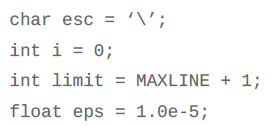 char esc = ‘\’;
int i = 0;
int limit = MAXLINE + 1;
float eps = 1.0e-5;